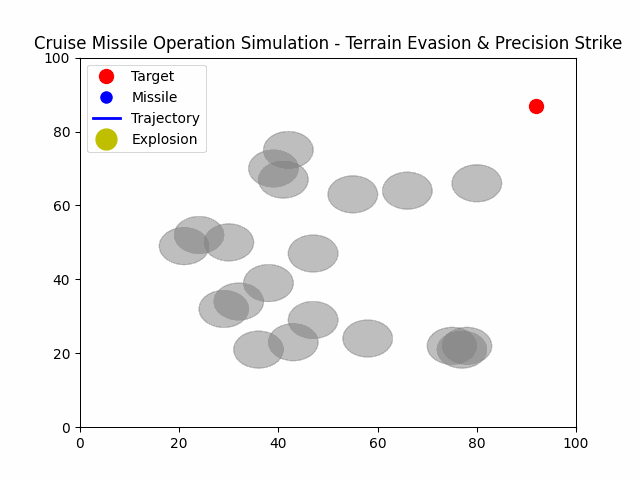 Cruise Missile Operation Simulation - Terrain Evasion & Precision Strike
100
80
60
40
20
0
Target
Missile
Trajectory
Explosion
0 20 40 60 80 100